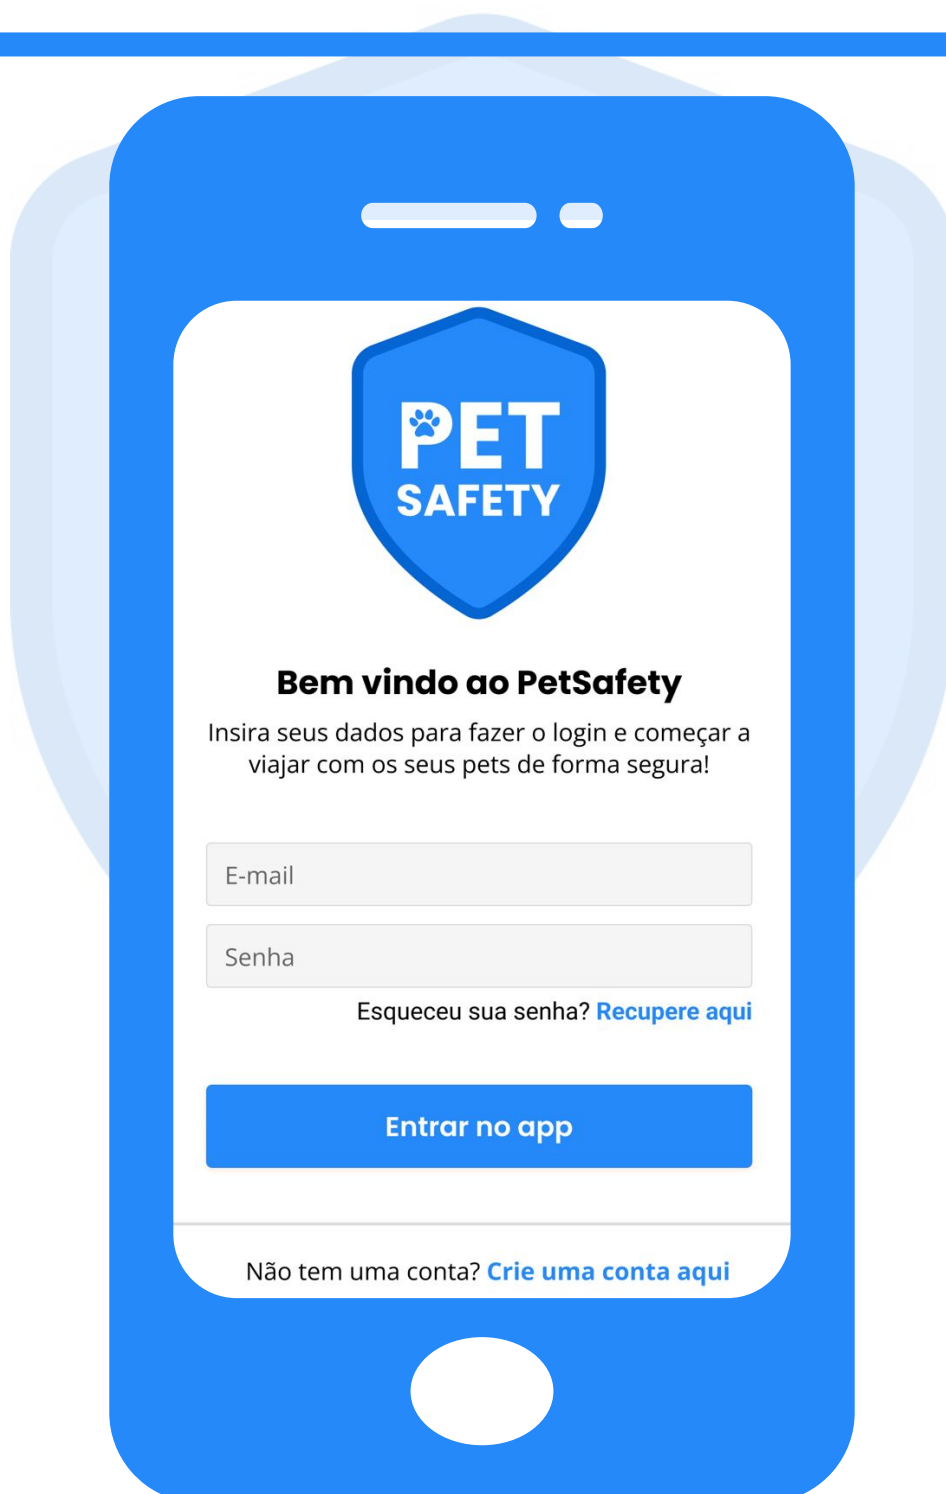 PET
SAFETY
Bem vindo ao PetSafety
Insira seus dados para fazer o login e começar a
viajar com os seus pets de forma segura!
E-mail
Senha
Esqueceu sua senha? Recupere aqui
Entrar no app
Não tem uma conta? Crie uma conta aqui